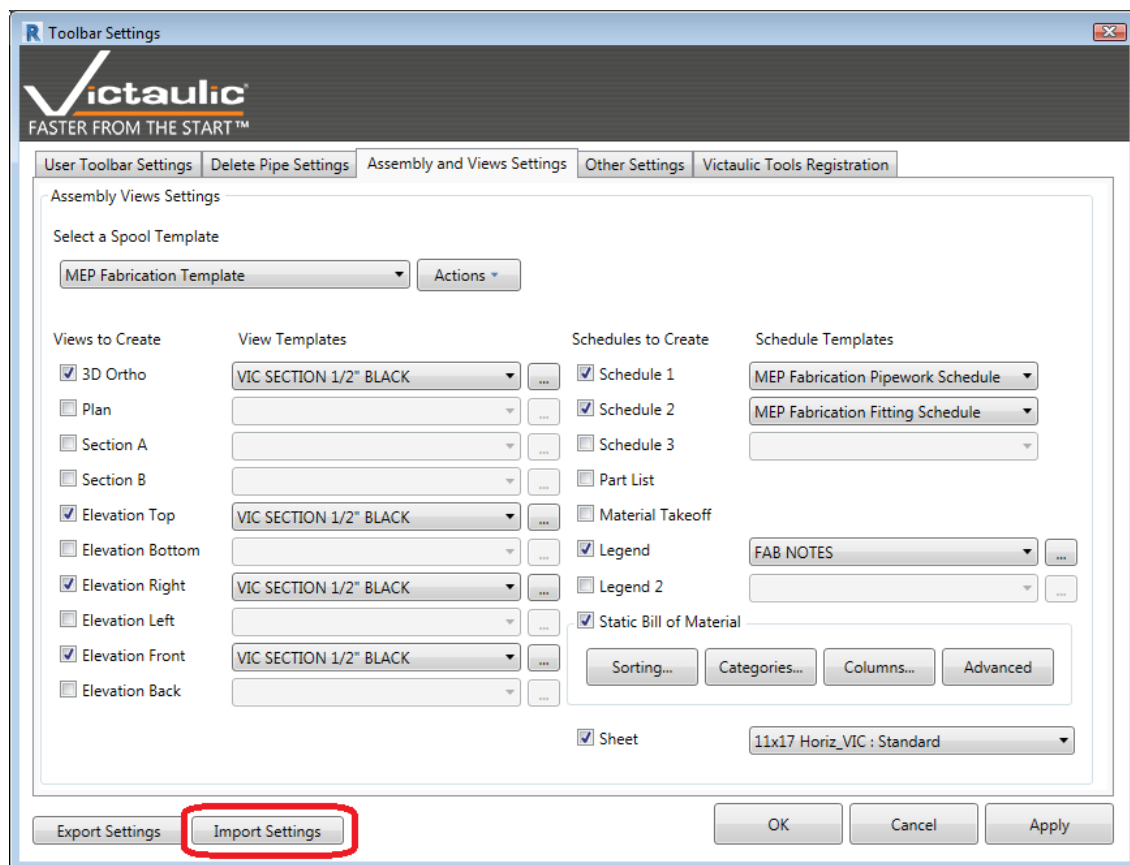 Toolbar Settings
Victaulic
FASTER FROM THE START™
User Toolbar Settings Delete Pipe Settings Assembly and Views Settings Other Settings Victaulic Tools Registration
Assembly Views Settings
Select a Spool Template
MEP Fabrication Template Actions
Views to Create View Templates Schedules to Create Schedule Templates
3D Ortho VIC SECTION 1/2" BLACK ... Schedule 1 MEP Fabrication Pipework Schedule
Plan ... Schedule 2 MEP Fabrication Fitting Schedule
Section A ... Schedule 3
Section B ... Part List
Elevation Top VIC SECTION 1/2" BLACK ... Material Takeoff
Elevation Bottom ... Legend FAB NOTES ...
Elevation Right VIC SECTION 1/2" BLACK ... Legend 2 ...
Elevation Left ... Static Bill of Material
Elevation Front VIC SECTION 1/2" BLACK ... Sorting... Categories... Columns... Advanced
Elevation Back ...
Sheet 11x17 Horiz_VIC : Standard
Export Settings Import Settings OK Cancel Apply